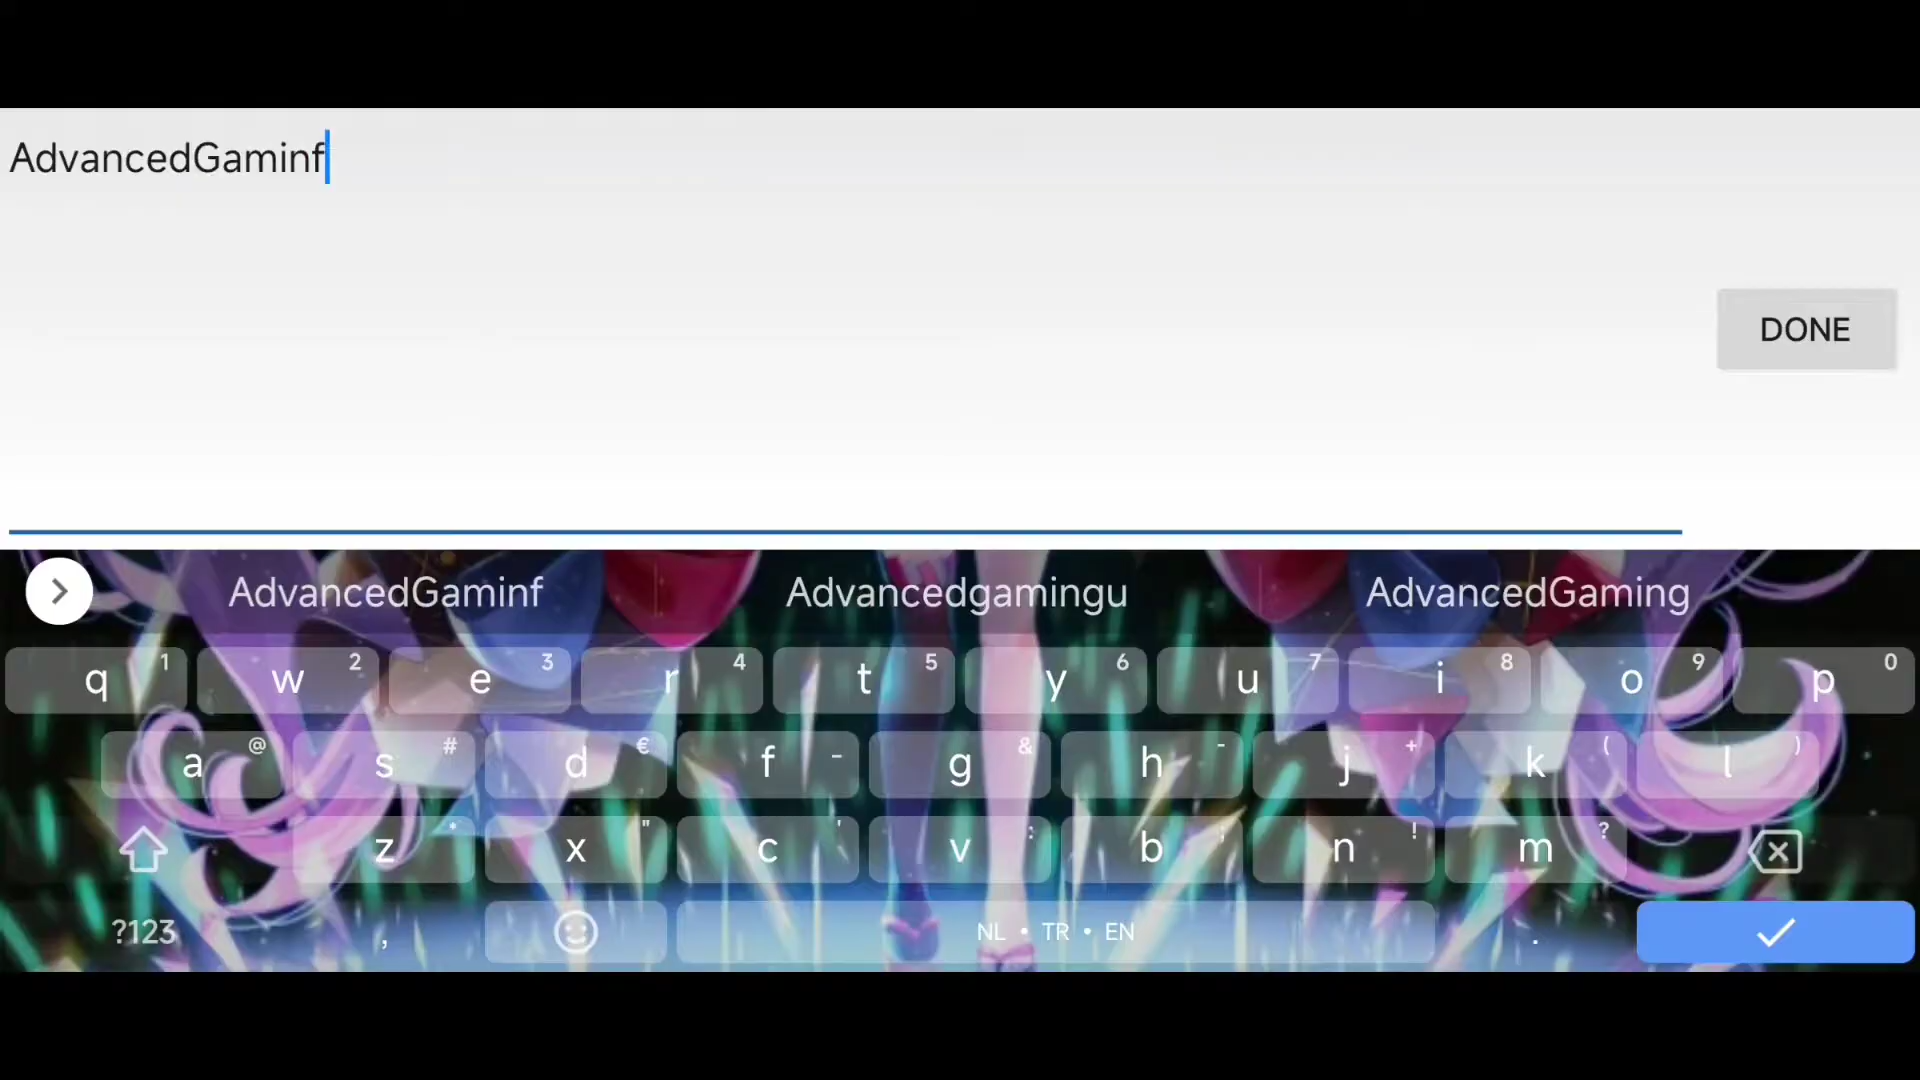 AdvancedGaminf
DONE
AdvancedGaminf Advancedgamingu AdvancedGaming
q 1 w 2 e 3 r 4 t 5 y 6 u 7 i 8 o 9 p 0
a @ s # d € f _ g & h - j + k ( l )
z * x " c ' v : b ; n ! m ?
?123 , NL • TR • EN .